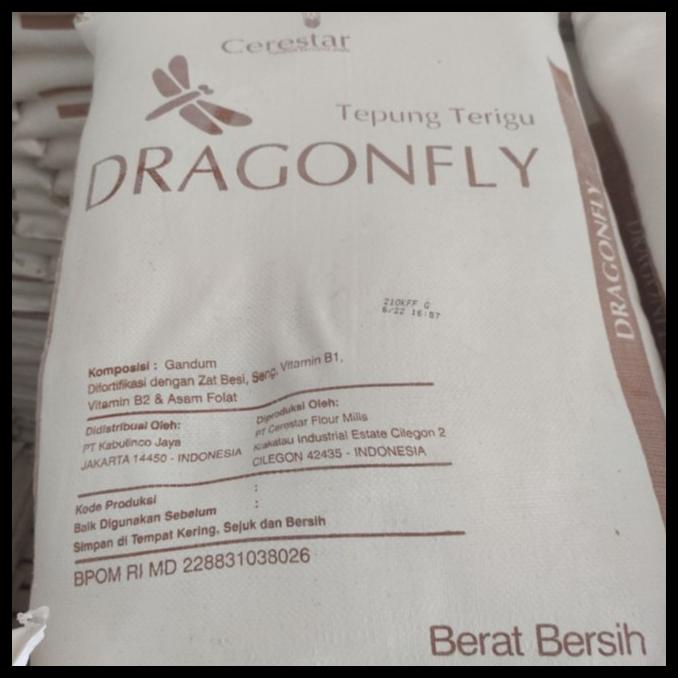 Cerestar
Tepung Terigu
DRAGONFLY
DRAGONFLY
6/22 16:07
Komposisi : Gandum
Difortifikasi dengan Zat Besi, Seng, Vitamin B1,
Vitamin B2 & Asam Folat
Didistribusi Oleh:
PT Kabulinco Jaya
JAKARTA 14450 - INDONESIA
Diproduksi Oleh:
PT Cerestar Flour Mills
Krakatau Industrial Estate Cilegon 2
CILEGON 42435 - INDONESIA
Kode Produksi :
Baik Digunakan Sebelum :
Simpan di Tempat Kering, Sejuk dan Bersih
BPOM RI MD 228831038026
Berat Bersih